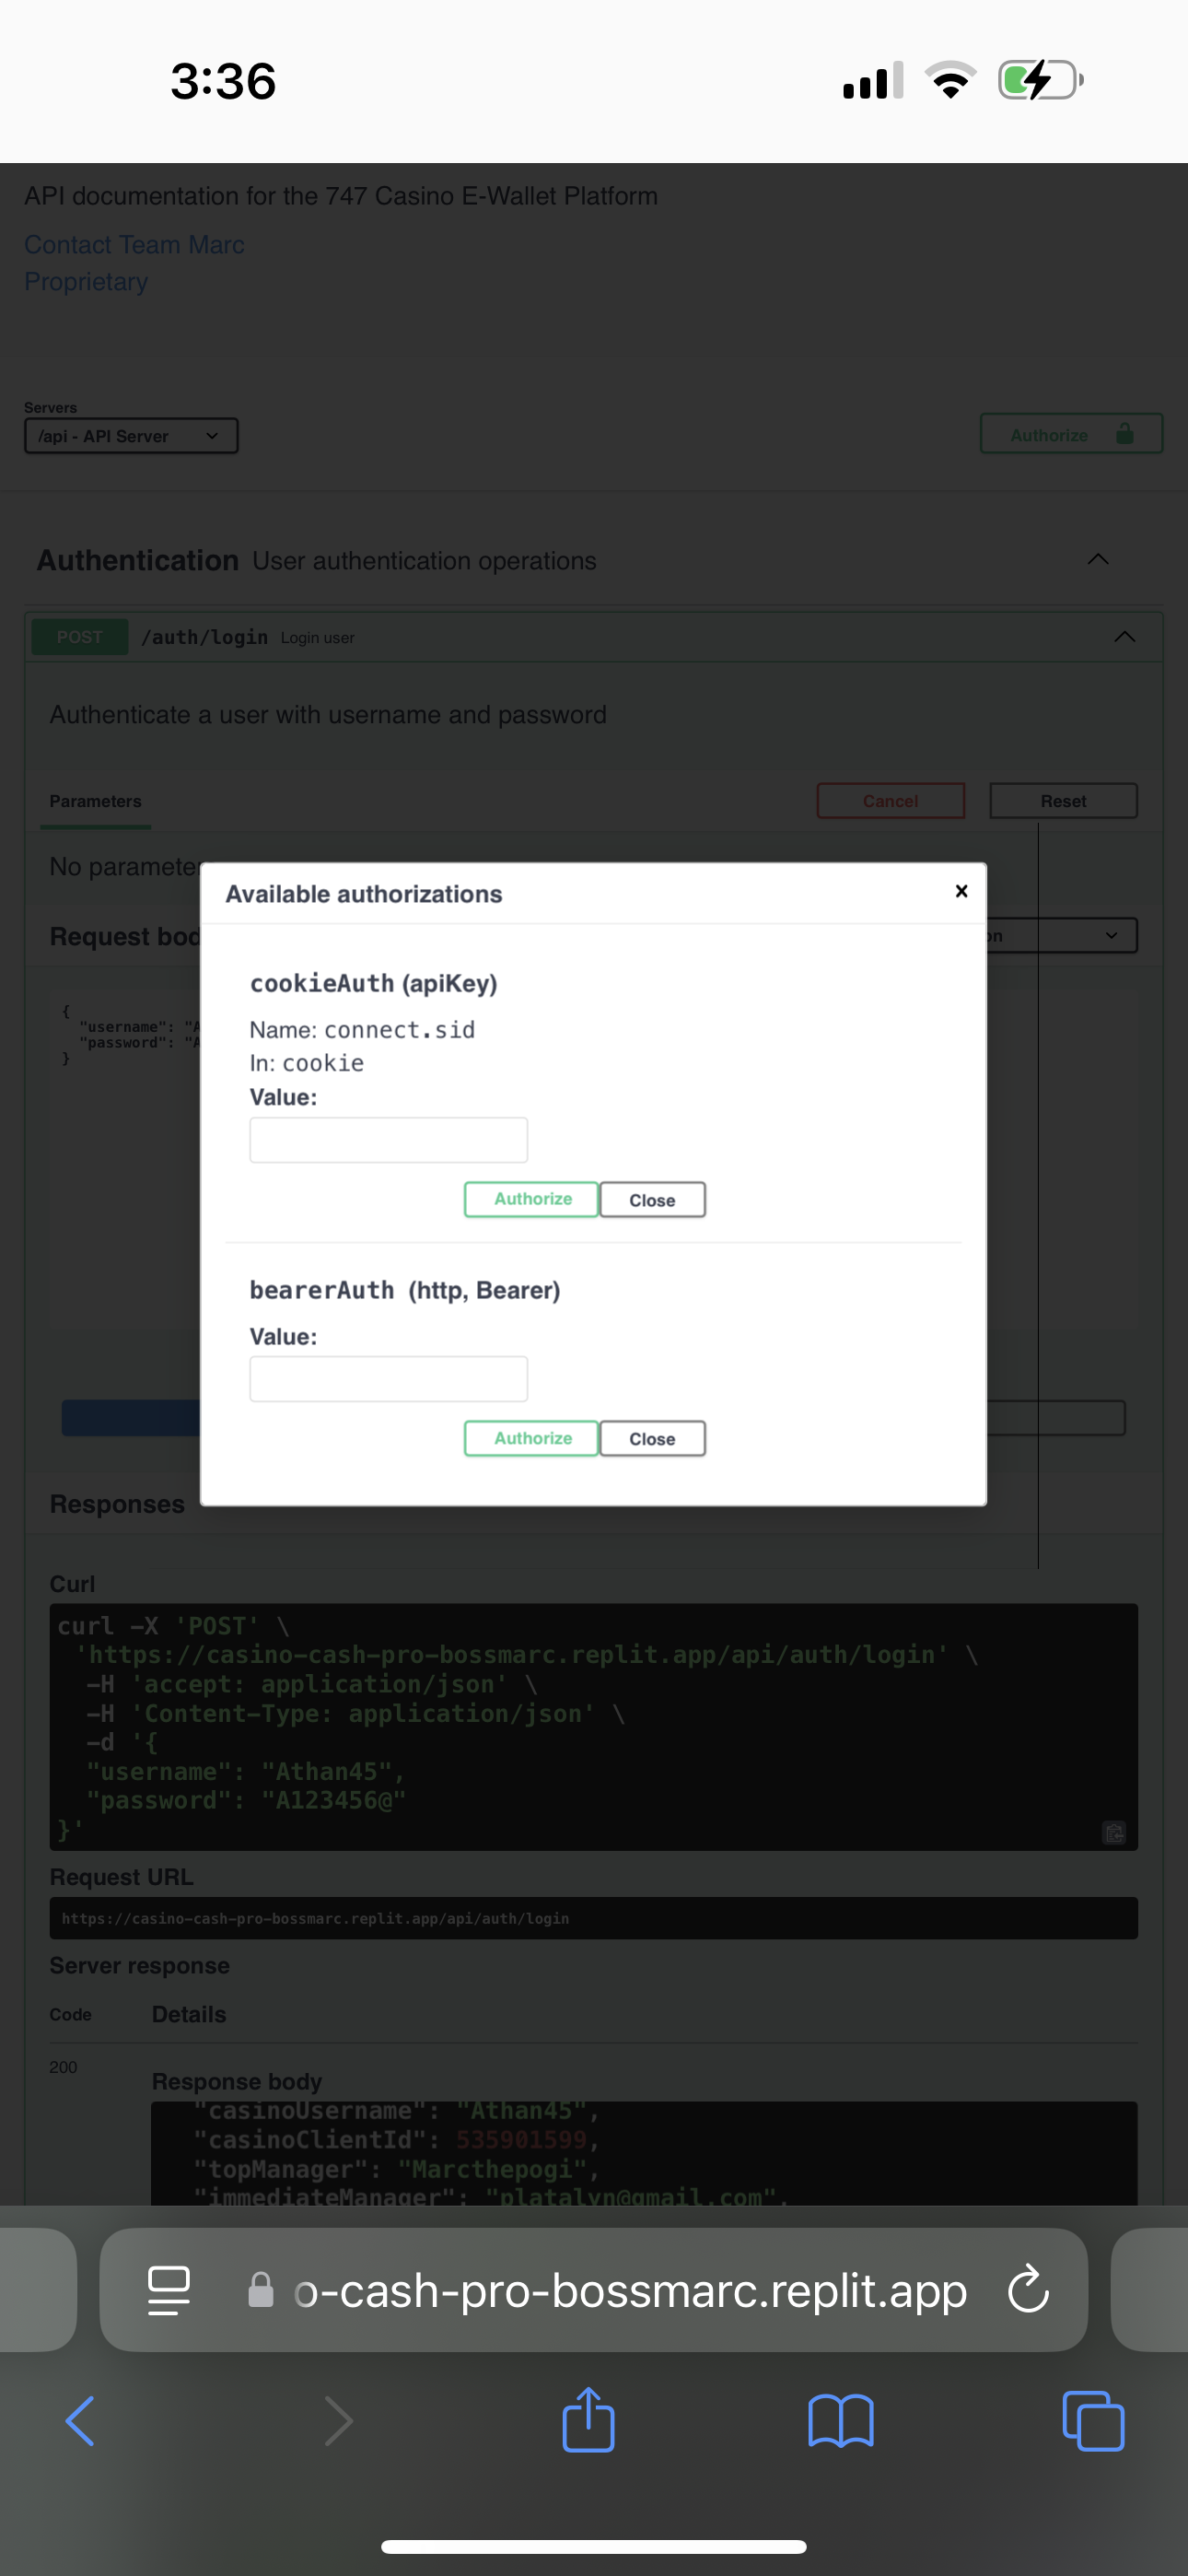 3:36
API documentation for the 747 Casino E-Wallet Platform
Contact Team Marc
Proprietary
Servers
/api - API Server
Authorize
Authentication User authentication operations
POST /auth/login Login user
Authenticate a user with username and password
Parameters
Cancel
Reset
No parameter
Available authorizations
x
Request bod
on
cookieAuth (apiKey)
Name: connect.sid
In: cookie
Value:
Authorize
Close
{
"username": "A
"password": "A
}
bearerAuth (http, Bearer)
Value:
Authorize
Close
Responses
Curl
curl -X 'POST' \
'https://casino-cash-pro-bossmarc.replit.app/api/auth/login' \
-H 'accept: application/json' \
-H 'Content-Type: application/json' \
-d '{
"username": "Athan45",
"password": "A123456@"
}'
Request URL
https://casino-cash-pro-bossmarc.replit.app/api/auth/login
Server response
Code Details
200
Response body
"casinoUsername": "Athan45",
"casinoClientId": 535901599,
"topManager": "Marcthepogi",
"immediateManager": "platalyn@gmail.com",
o-cash-pro-bossmarc.replit.app